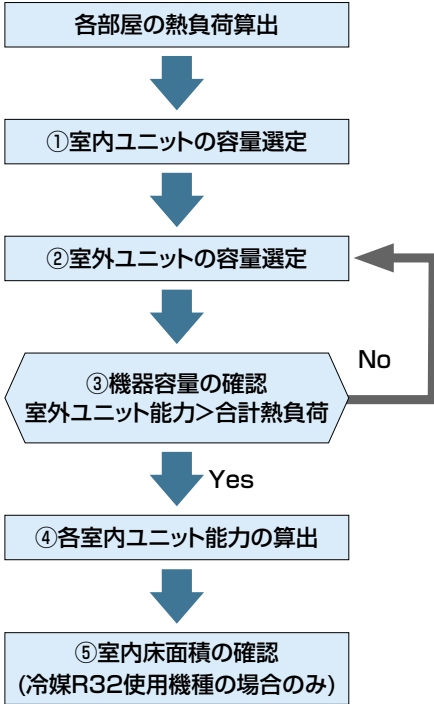 各部屋の熱負荷算出
①室内ユニットの容量選定
②室外ユニットの容量選定
③機器容量の確認
室外ユニット能力>合計熱負荷
No
Yes
④各室内ユニット能力の算出
⑤室内床面積の確認
(冷媒R32使用機種の場合のみ)